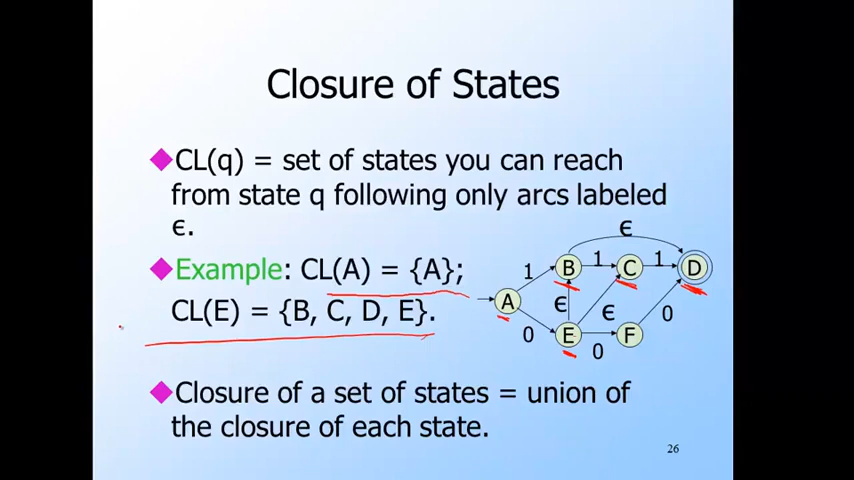 Closure of States
CL(q) = set of states you can reach
from state q following only arcs labeled
ϵ.
Example: CL(A) = {A};
CL(E) = {B, C, D, E}.
ϵ
1 B 1 C 1 D
A ϵ ϵ 0
0 E 0 F
Closure of a set of states = union of
the closure of each state.
26